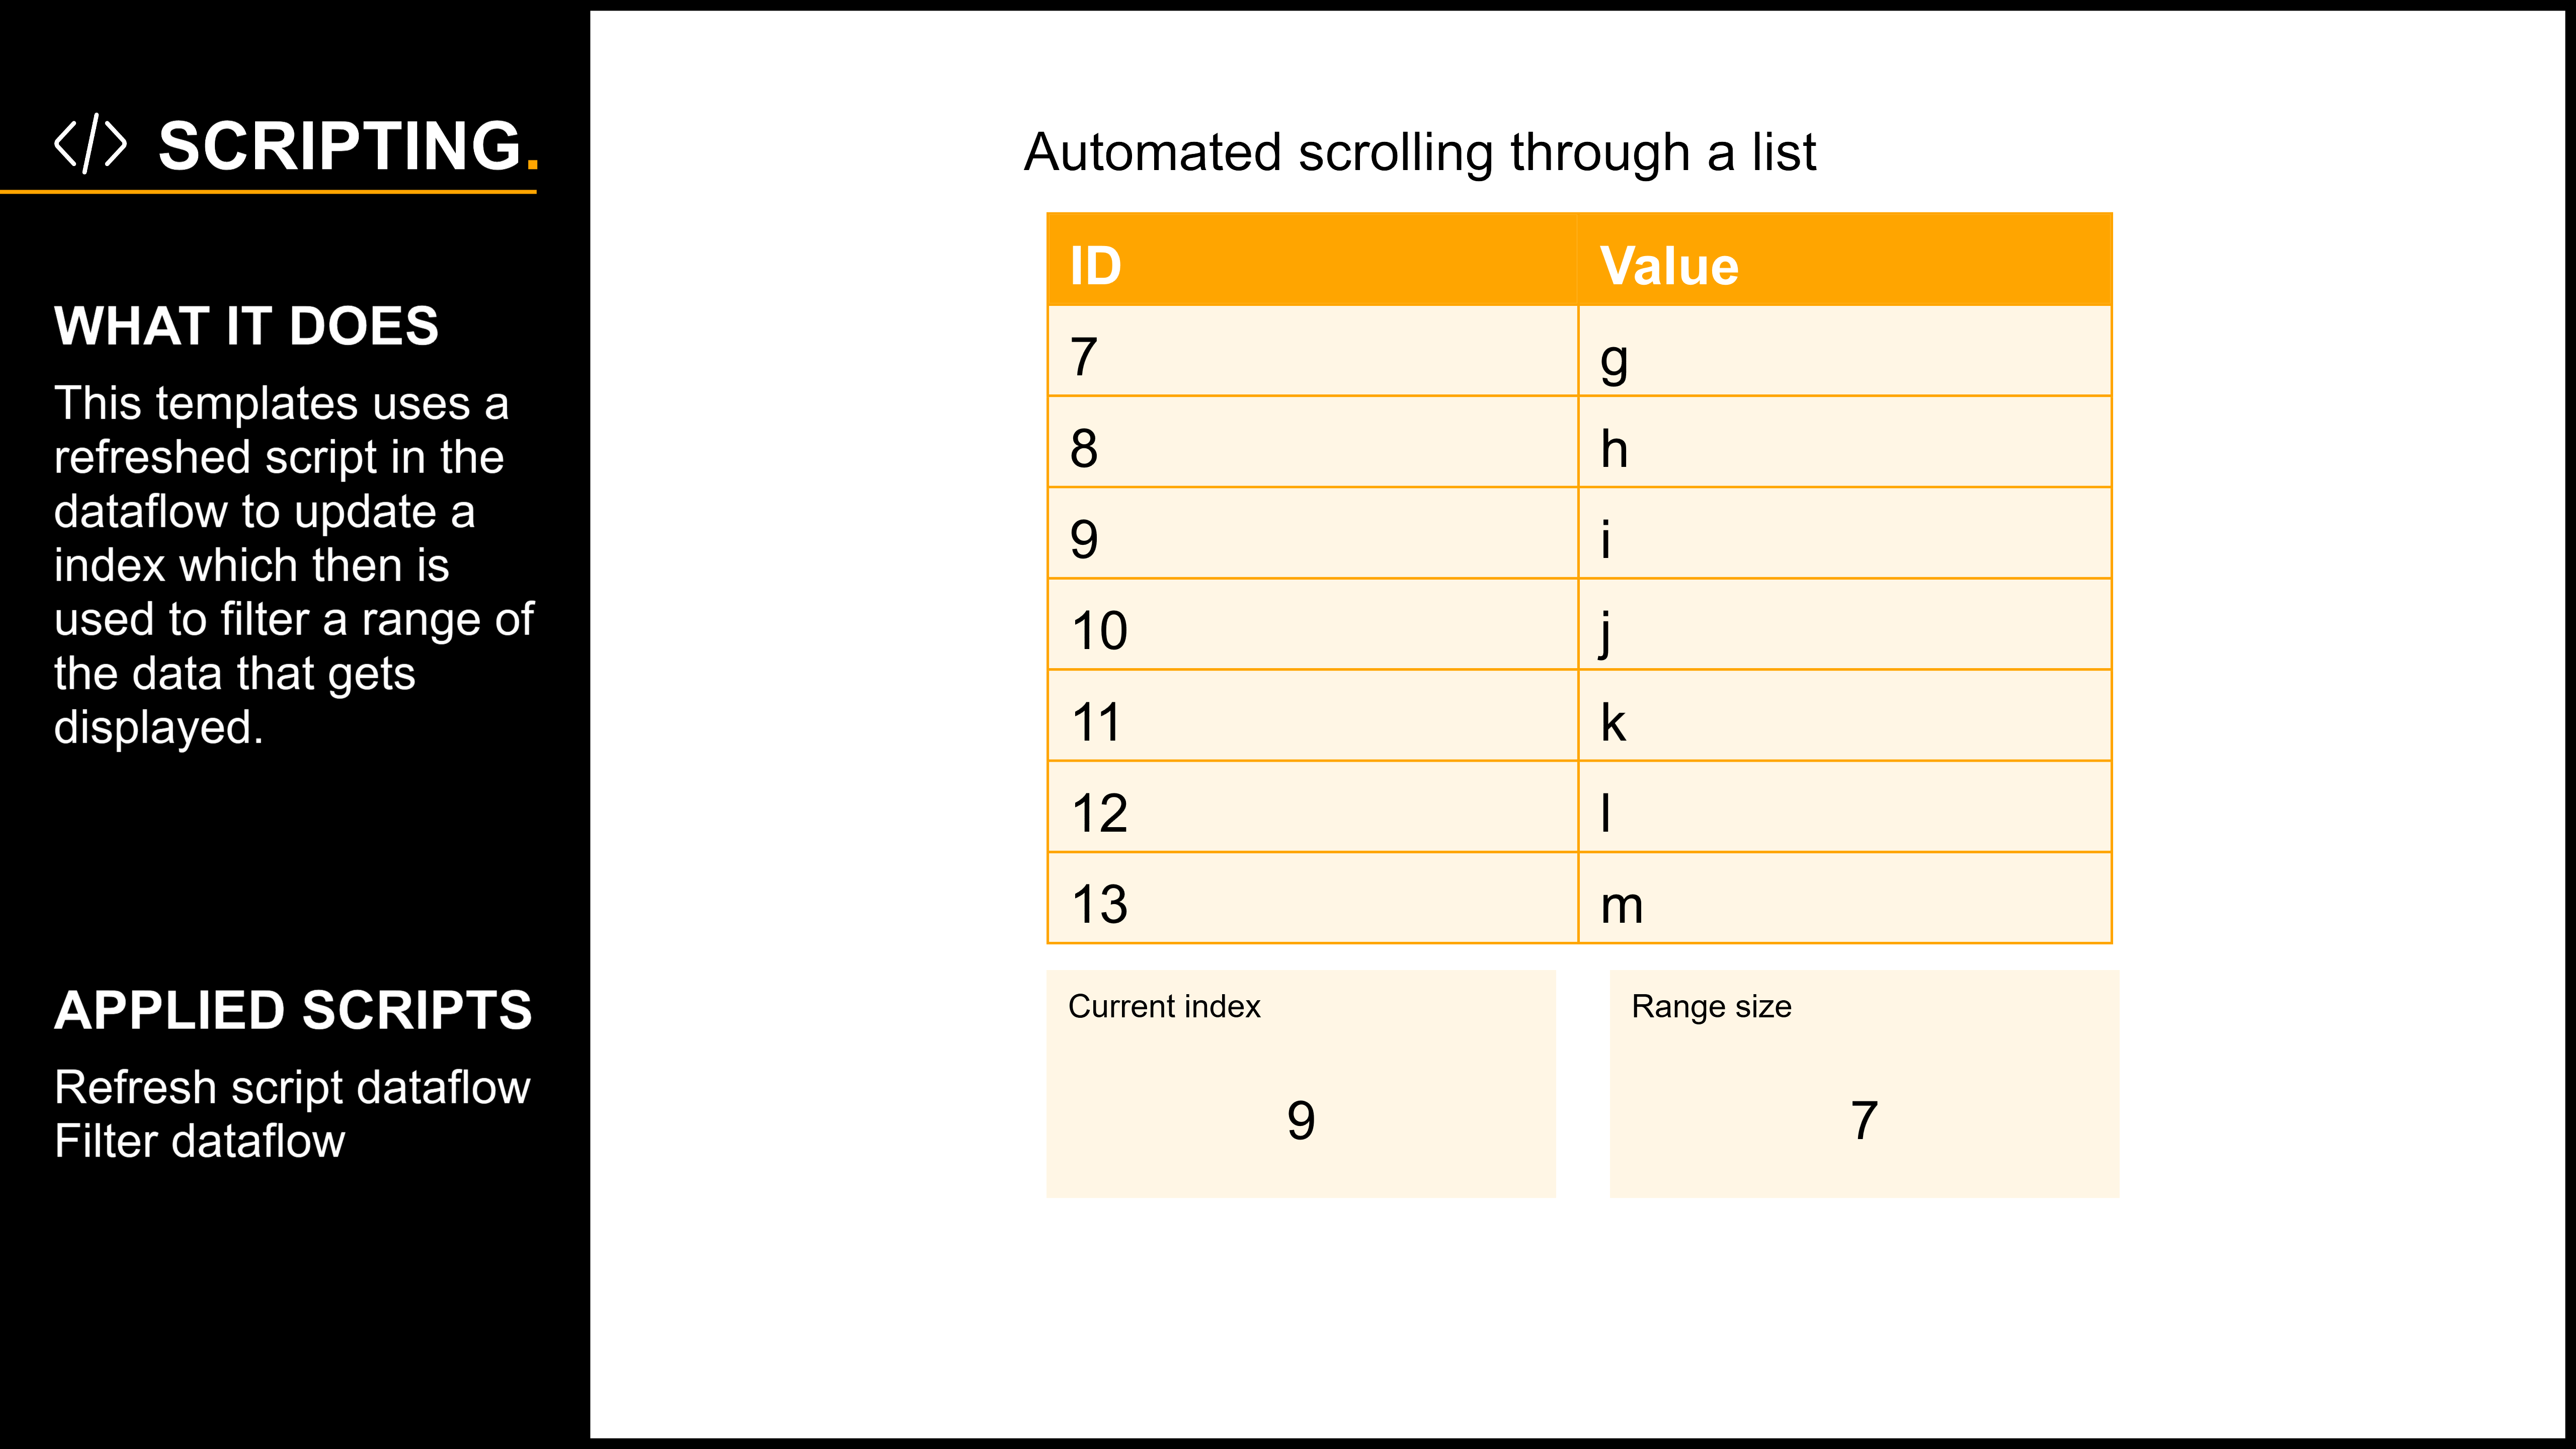 </> SCRIPTING.
WHAT IT DOES
This templates uses a
refreshed script in the
dataflow to update a
index which then is
used to filter a range of
the data that gets
displayed.
APPLIED SCRIPTS
Refresh script dataflow
Filter dataflow
Automated scrolling through a list
ID Value
7 g
8 h
9 i
10 j
11 k
12 l
13 m
Current index
9
Range size
7